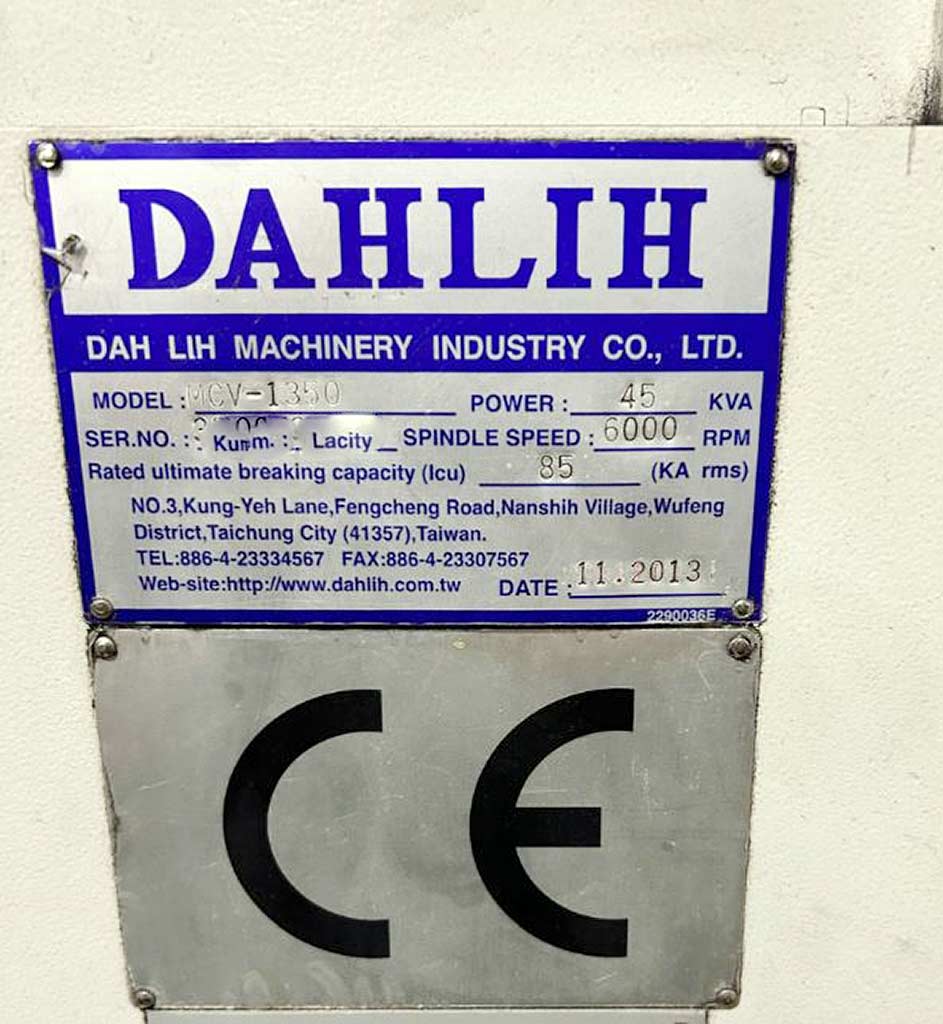 DAHLIH
DAH LIH MACHINERY INDUSTRY CO., LTD.
MODEL : MCV-1350 POWER : 45 KVA
SER.NO. : SPINDLE SPEED : 6000 RPM
Rated ultimate breaking capacity (Icu) 85 (KA rms)
NO.3,Kung-Yeh Lane,Fengcheng Road,Nanshih Village,Wufeng
District,Taichung City (41357),Taiwan.
TEL:886-4-23334567 FAX:886-4-23307567
Web-site:http://www.dahlih.com.tw DATE : 11.2013
2290036E
CE